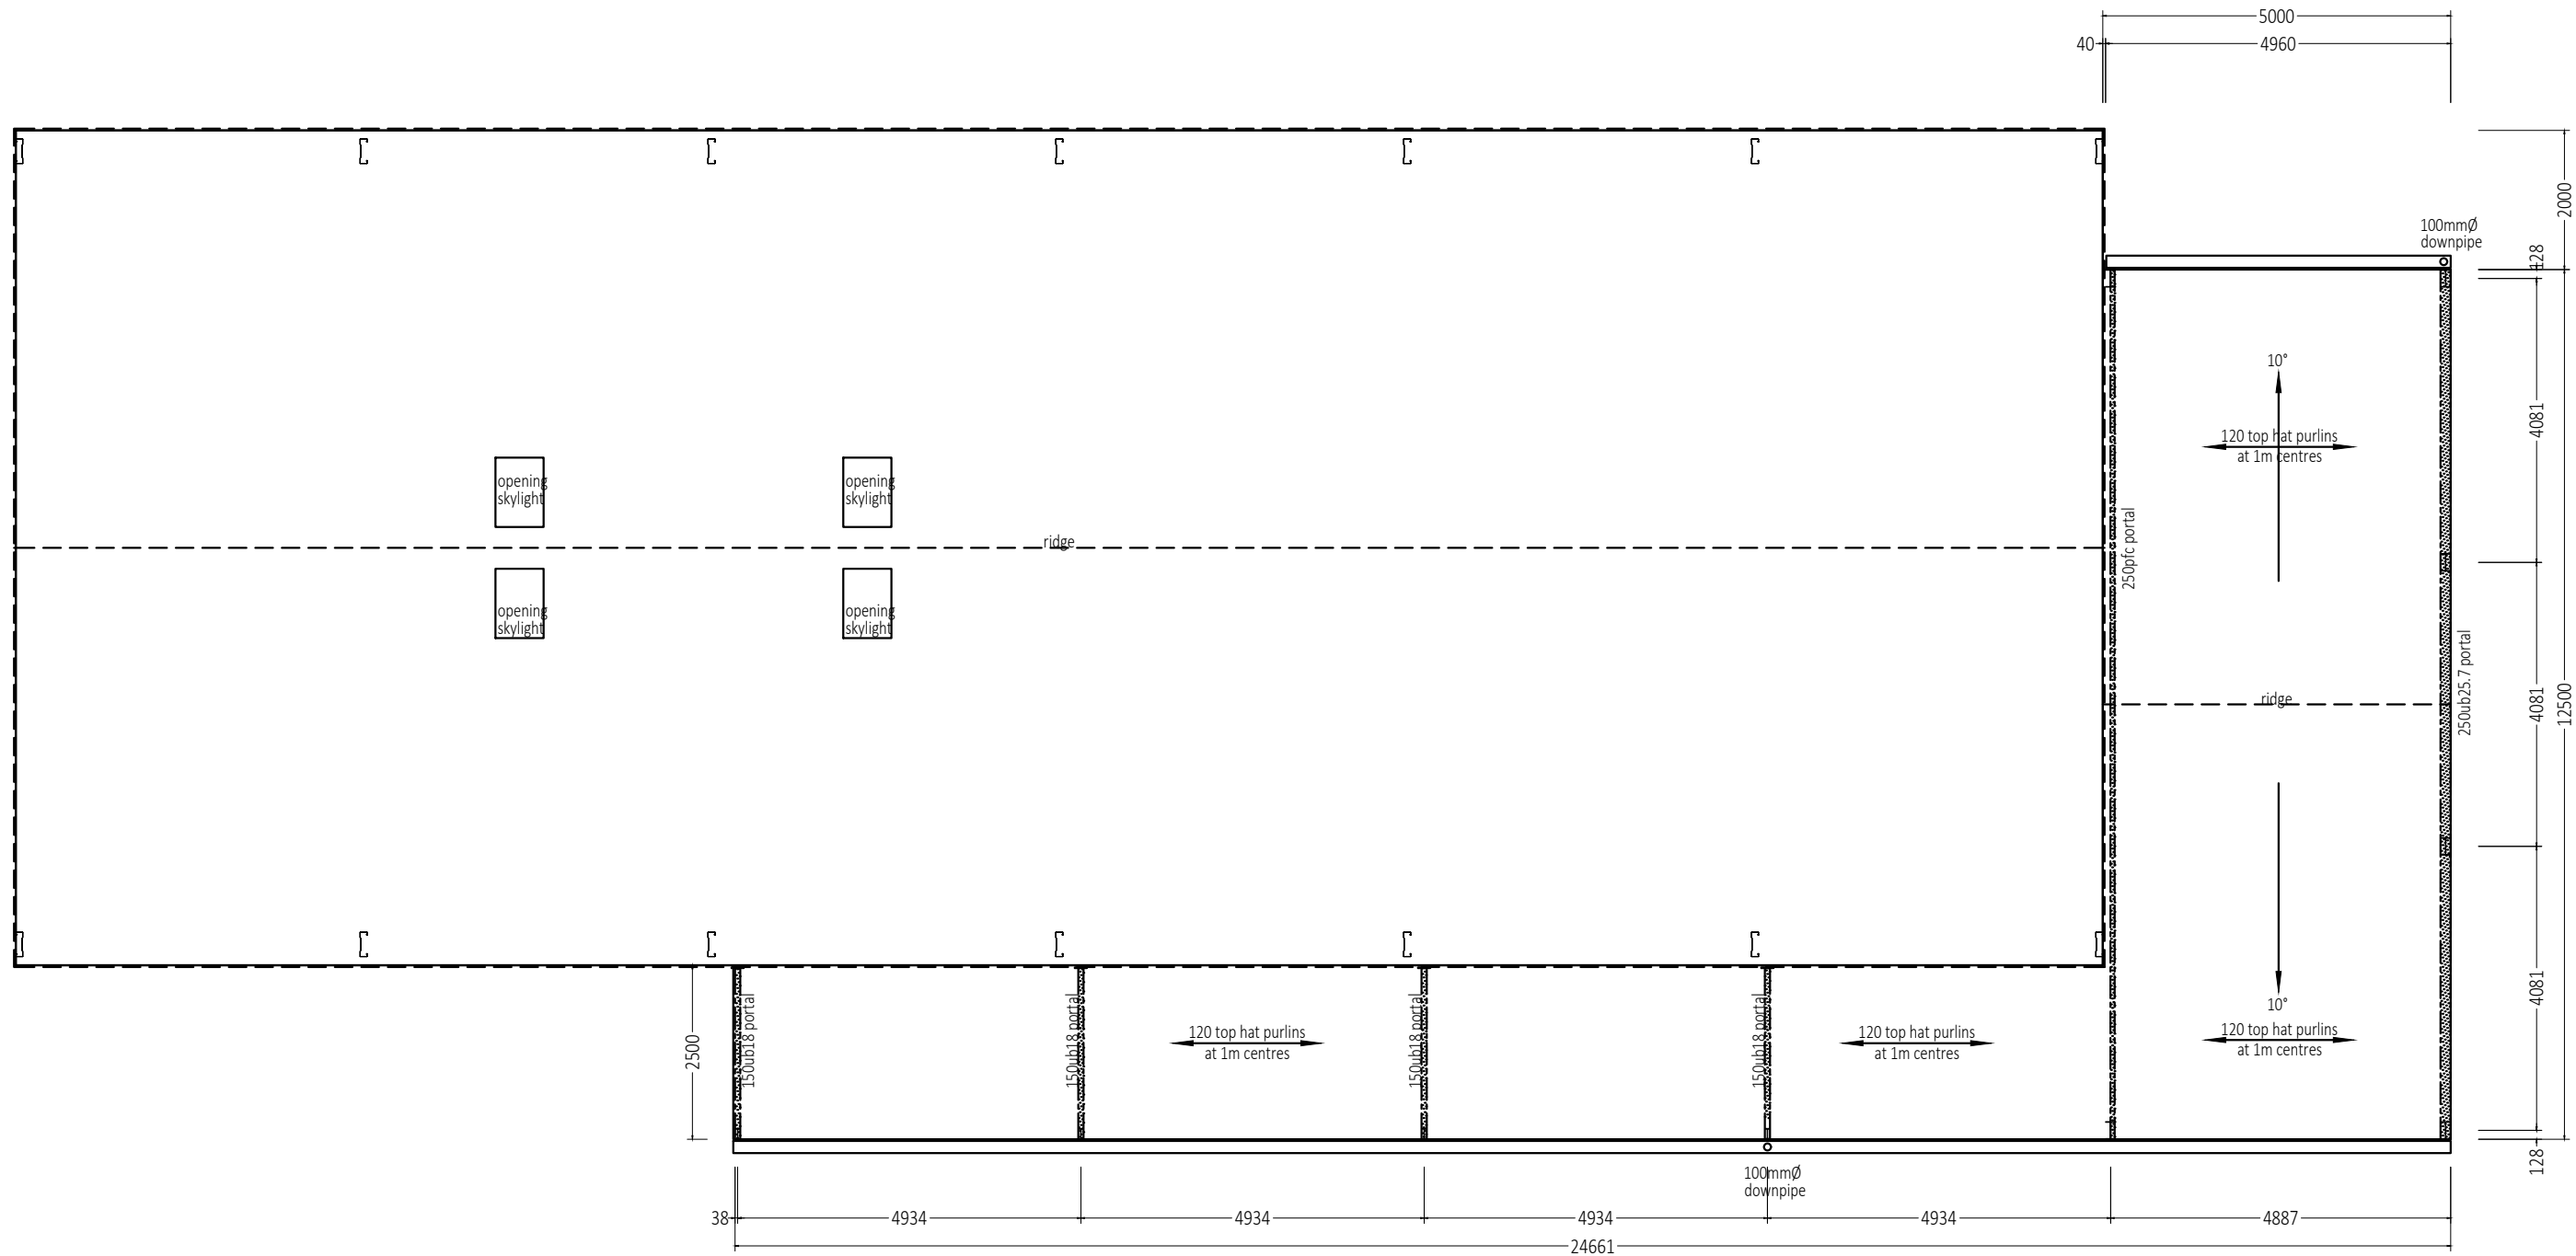 5000
40
4960
2000
100mmØ
downpipe
128
10°
120 top hat purlins
at 1m centres
4081
opening
skylight
opening
skylight
250pfc portal
ridge
opening
skylight
opening
skylight
ridge
250ub25.7 portal
4081
12500
4081
10°
120 top hat purlins
at 1m centres
2500
150ub18 portal
150ub18 portal
120 top hat purlins
at 1m centres
150ub18 portal
150ub18 portal
120 top hat purlins
at 1m centres
128
100mmØ
downpipe
38
4934
4934
4934
4934
4887
24661